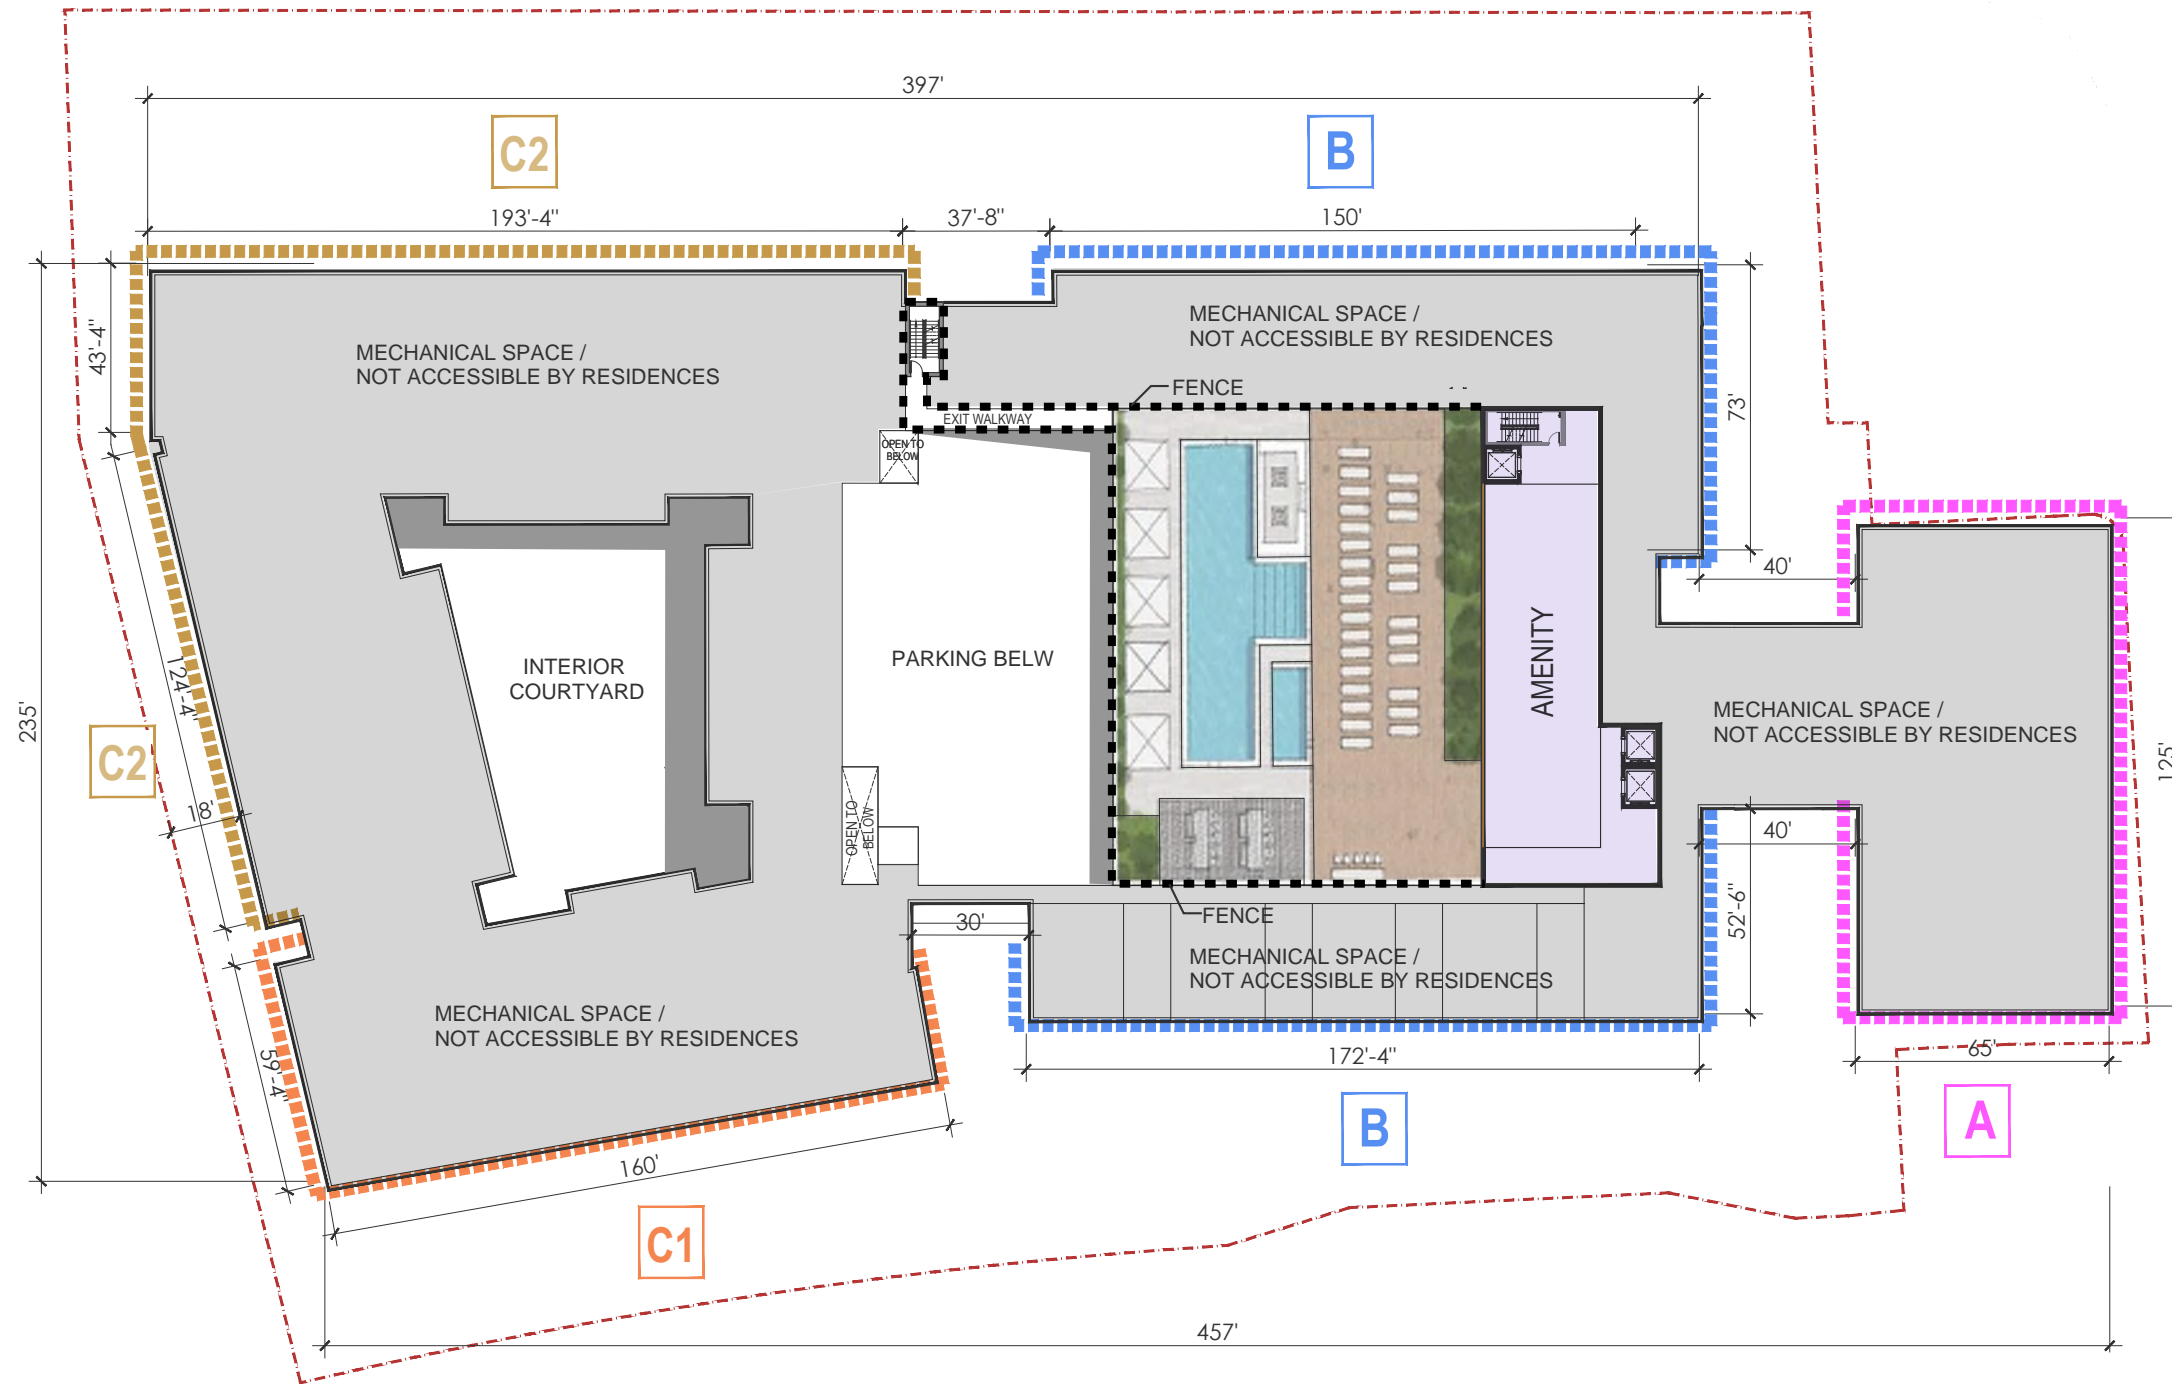 397'
C2
B
193'-4"
37'-8"
150'
43'-4"
MECHANICAL SPACE /
NOT ACCESSIBLE BY RESIDENCES
MECHANICAL SPACE /
NOT ACCESSIBLE BY RESIDENCES
FENCE
EXIT WALKWAY
OPEN TO
BELOW
73'
40'
INTERIOR
COURTYARD
PARKING BELW
AMENITY
124'-4"
235'
C2
18'
MECHANICAL SPACE /
NOT ACCESSIBLE BY RESIDENCES
125'
OPEN TO
BELOW
40'
52'-6"
FENCE
30'
MECHANICAL SPACE /
NOT ACCESSIBLE BY RESIDENCES
MECHANICAL SPACE /
NOT ACCESSIBLE BY RESIDENCES
59'-4"
172'-4"
65'
B
A
160'
C1
457'